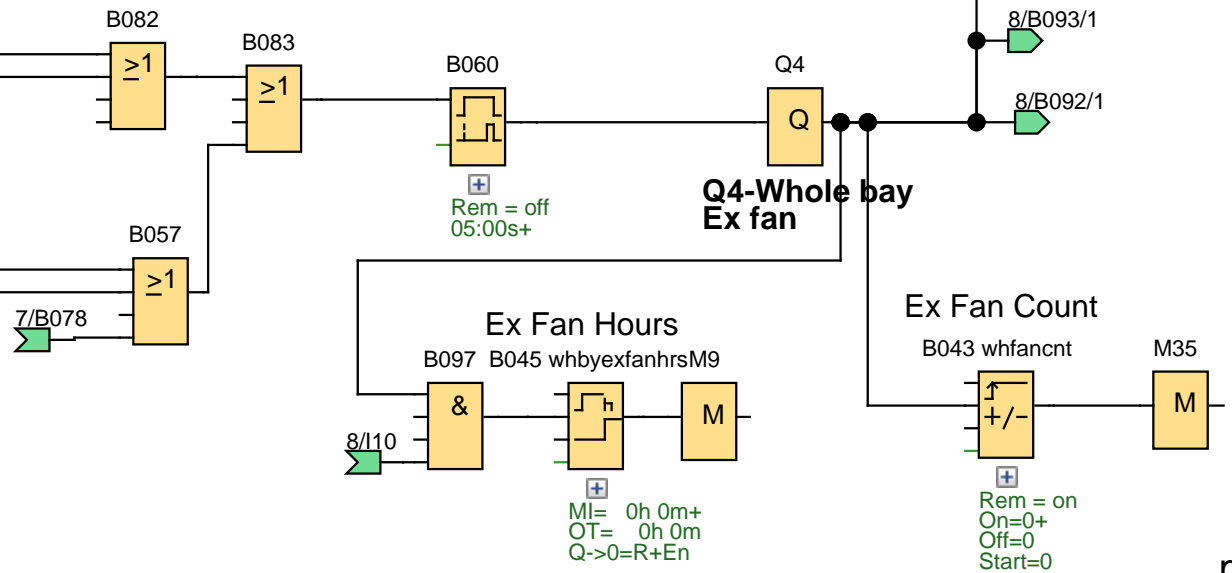 B082
≥1
B083
≥1
B060
Rem = off
05:00s+
Q4
Q
Q4-Whole bay
Ex fan
8/B093/1
8/B092/1
B057
≥1
7/B078
Ex Fan Hours
B097
&
8/I10
B045 whbyexfanhrs
MI= 0h 0m+
OT= 0h 0m
Q->0=R+En
M9
M
Ex Fan Count
B043 whfancnt
+/-
Rem = on
On=0+
Off=0
Start=0
M35
M